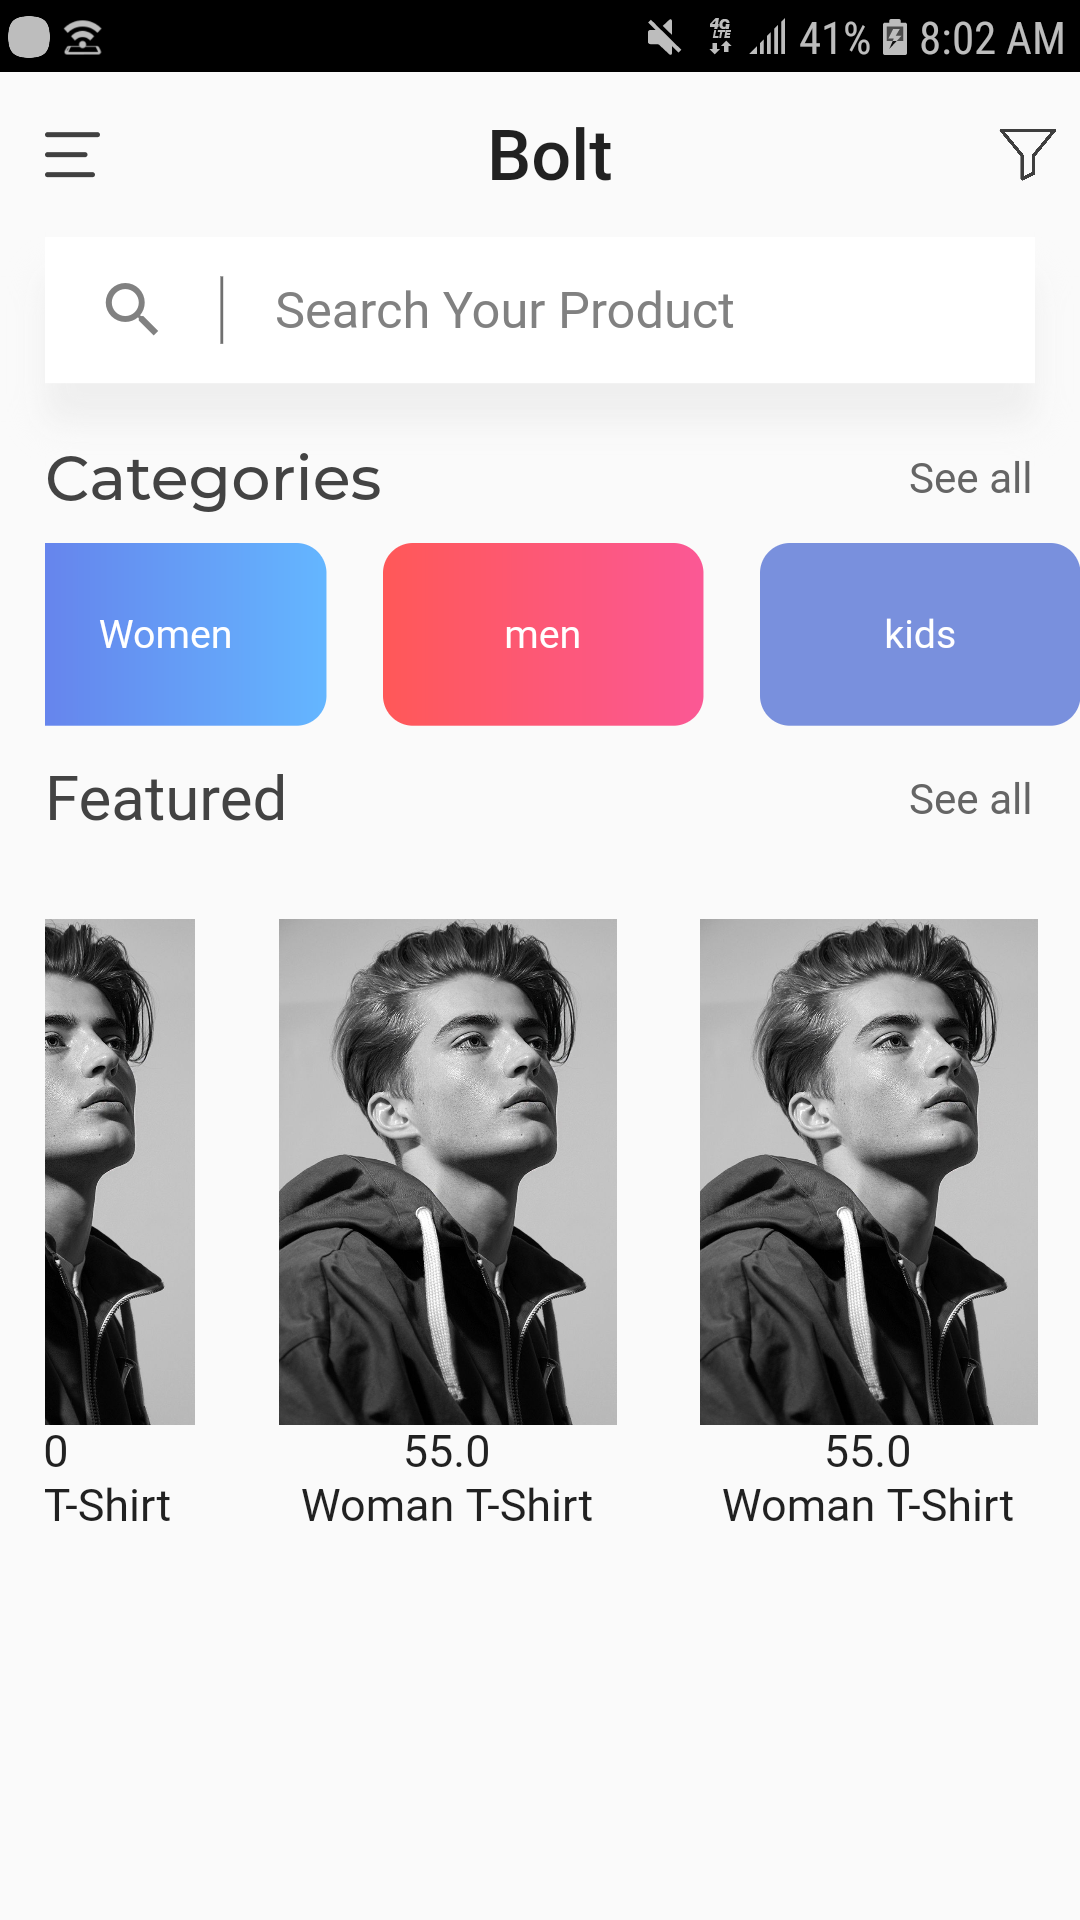 4G LTE 41% 8:02 AM
Bolt
Search Your Product
Categories See all
Women men kids
Featured See all
0 55.0 55.0
T-Shirt Woman T-Shirt Woman T-Shirt